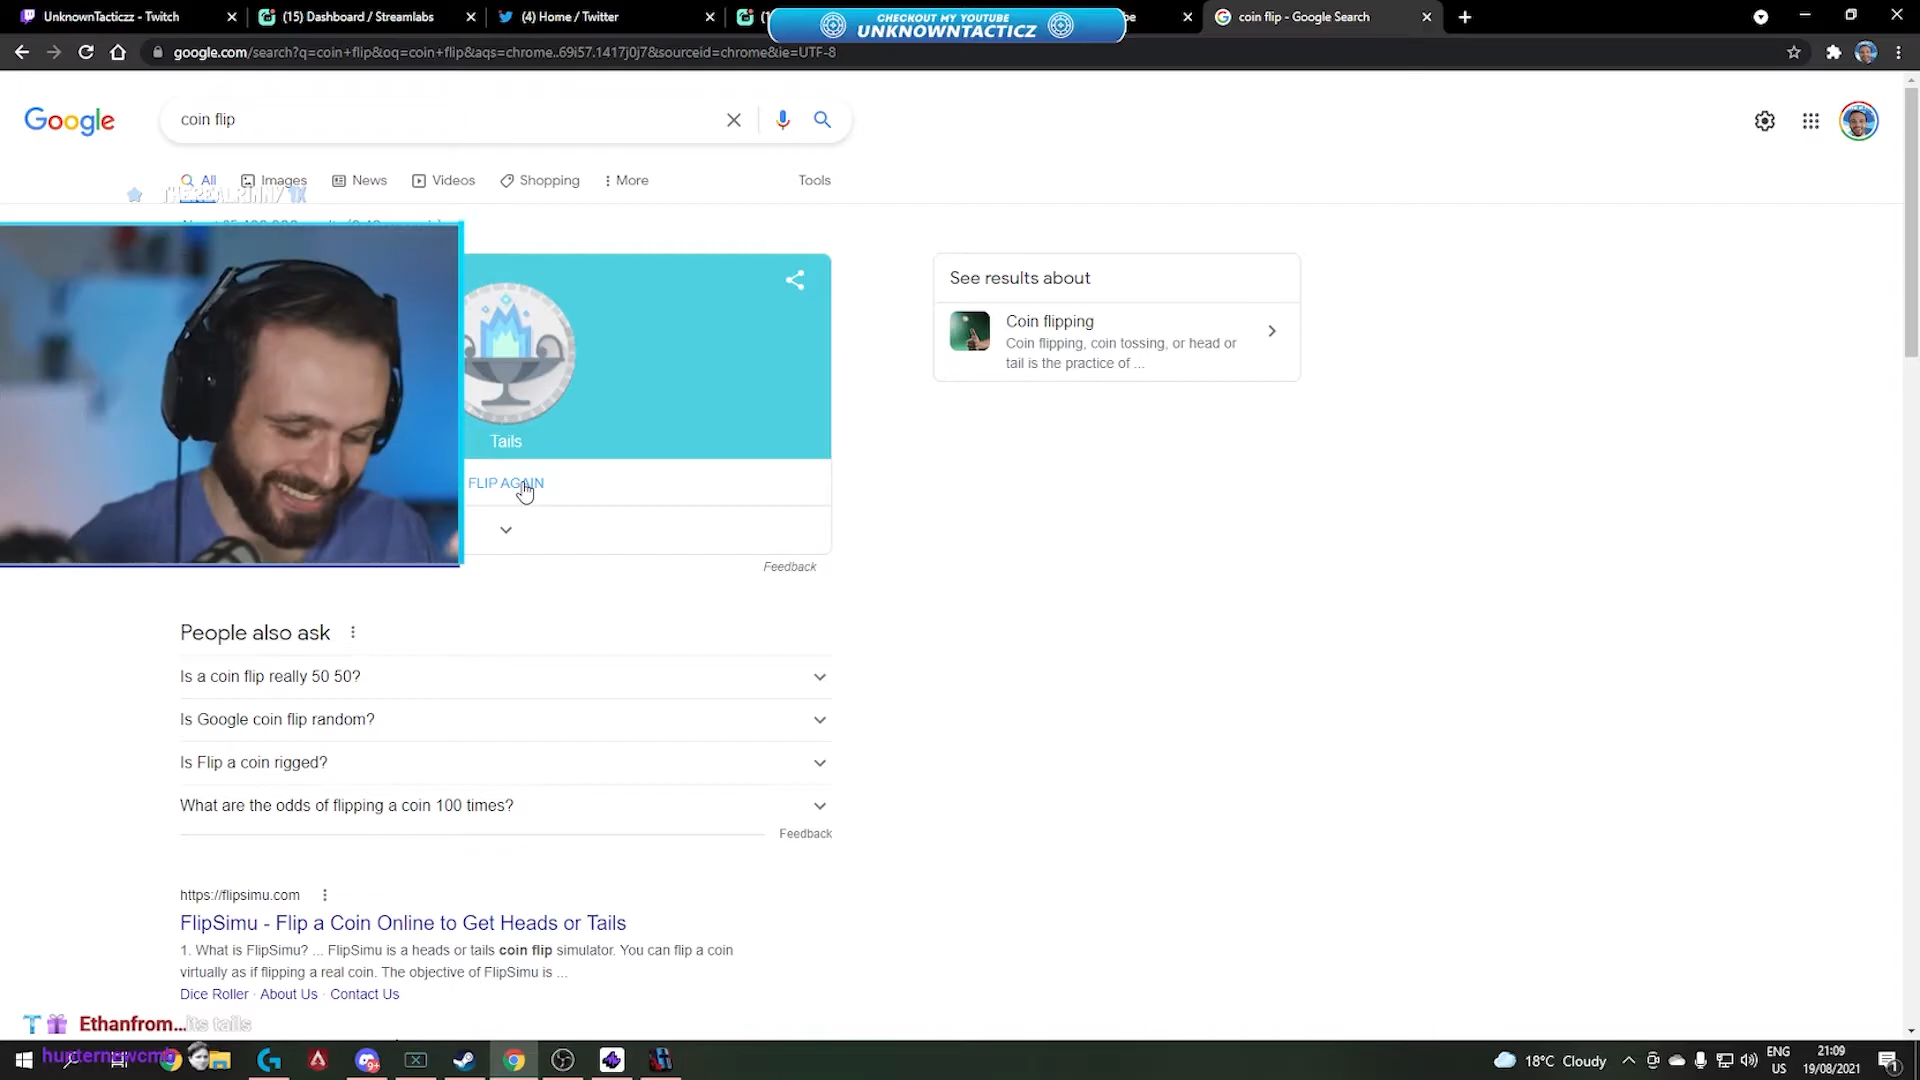 UnknownTacticzz - Twitch
(15) Dashboard / Streamlabs
(4) Home / Twitter
CHECKOUT MY YOUTUBE
UNKNOWNTACTICZ
coin flip - Google Search
google.com/search?q=coin+flip&oq=coin+flip&aqs=chrome..69i57.1417j0j7&sourceid=chrome&ie=UTF-8
Google
coin flip
All
Images
News
Videos
Shopping
More
Tools
THEREALRINNY 1K
See results about
Coin flipping
Coin flipping, coin tossing, or head or
tail is the practice of ...
Tails
FLIP AGAIN
Feedback
People also ask
Is a coin flip really 50 50?
Is Google coin flip random?
Is Flip a coin rigged?
What are the odds of flipping a coin 100 times?
Feedback
https://flipsimu.com
FlipSimu - Flip a Coin Online to Get Heads or Tails
1. What is FlipSimu? ... FlipSimu is a heads or tails coin flip simulator. You can flip a coin
virtually as if flipping a real coin. The objective of FlipSimu is ...
Dice Roller · About Us · Contact Us
Ethanfrom... its tails
hunternewcmb
18°C Cloudy
ENG
US
21:09
19/08/2021